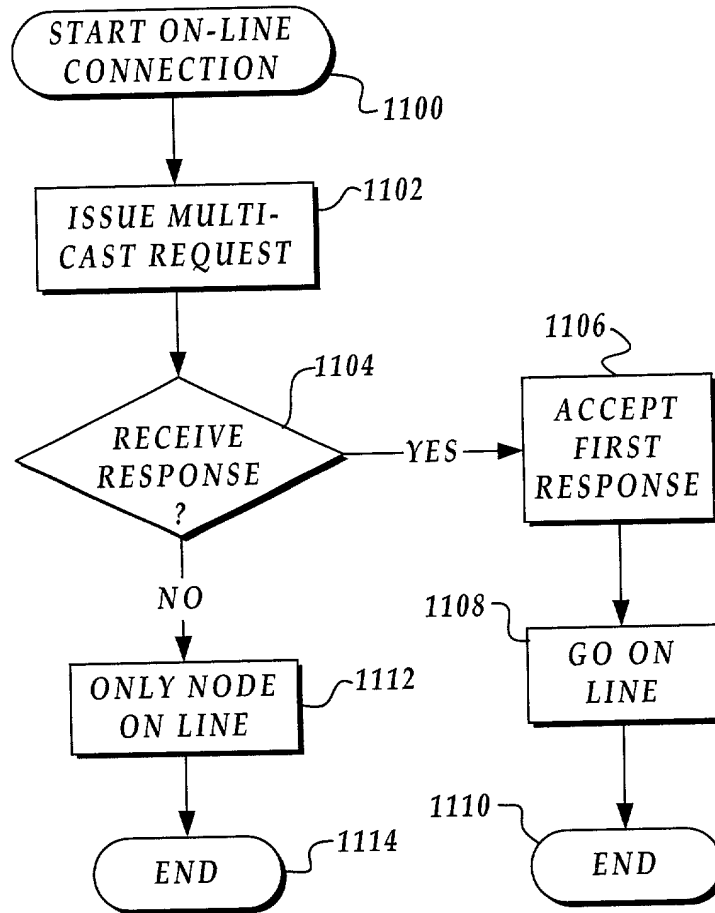 START ON-LINE
CONNECTION
1100
ISSUE MULTI-
CAST REQUEST
1102
RECEIVE
RESPONSE
?
1104
YES
ACCEPT
FIRST
RESPONSE
1106
GO ON
LINE
1108
END
1110
NO
ONLY NODE
ON LINE
1112
END
1114